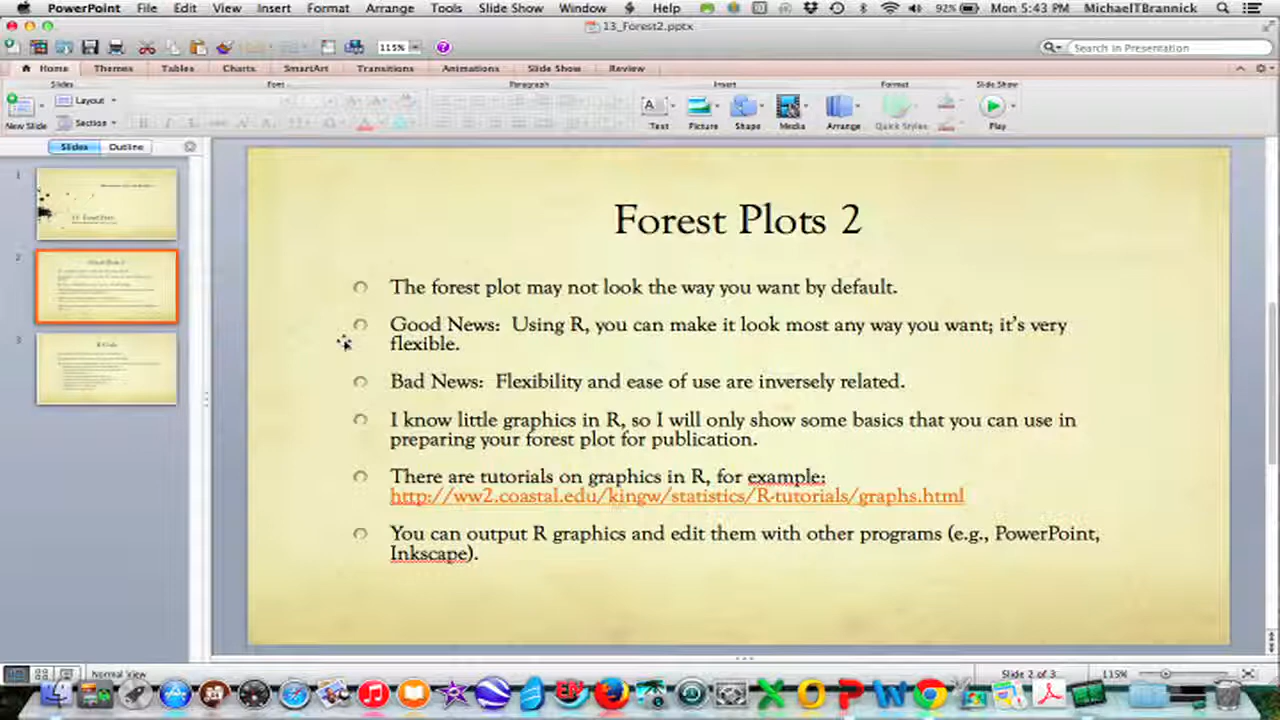 PowerPoint File Edit View Insert Format Arrange Tools Slide Show Window Help 92% Mon 5:43 PM MichaelTBrannick
13_Forest2.pptx
115% Search in Presentation
Home Themes Tables Charts SmartArt Transitions Animations Slide Show Review
Slides Font Paragraph Insert Format Slide Show
Layout
New Slide Section Text Picture Shape Media Arrange Quick Styles Play
Slides Outline
1
2
3
Forest Plots 2
The forest plot may not look the way you want by default.
Good News: Using R, you can make it look most any way you want; it's very
flexible.
Bad News: Flexibility and ease of use are inversely related.
I know little graphics in R, so I will only show some basics that you can use in
preparing your forest plot for publication.
There are tutorials on graphics in R, for example:
http://ww2.coastal.edu/kingw/statistics/R-tutorials/graphs.html
You can output R graphics and edit them with other programs (e.g., PowerPoint,
Inkscape).
Normal View Slide 2 of 3 115%